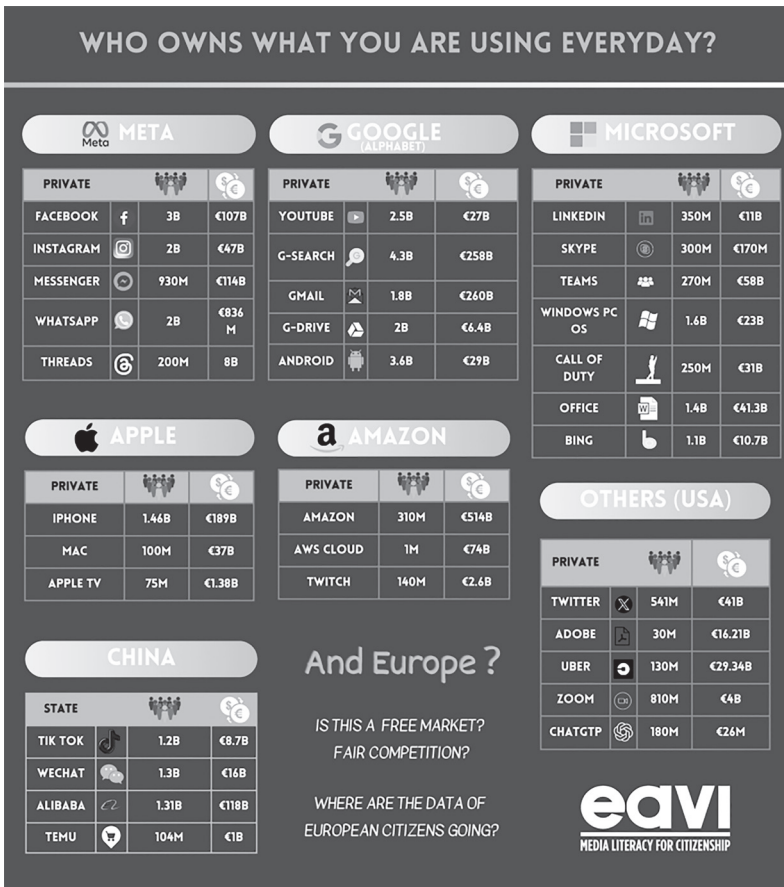 WHO OWNS WHAT YOU ARE USING EVERYDAY?
Meta META
PRIVATE $ €
FACEBOOK f 3B €107B
INSTAGRAM 2B €47B
MESSENGER 930M €114B
WHATSAPP 2B €836
M
THREADS 200M 8B
G GOOGLE
(ALPHABET)
PRIVATE $ €
YOUTUBE 2.5B €27B
G-SEARCH G 4.3B €258B
GMAIL M 1.8B €260B
G-DRIVE 2B €6.4B
ANDROID 3.6B €29B
MICROSOFT
PRIVATE $ €
LINKEDIN in 350M €11B
SKYPE 300M €170M
TEAMS 270M €58B
WINDOWS PC
OS 1.6B €23B
CALL OF
DUTY 250M €31B
OFFICE W 1.4B €41.3B
BING b 1.1B €10.7B
APPLE
PRIVATE $ €
IPHONE 1.46B €189B
MAC 100M €37B
APPLE TV 75M €1.38B
a AMAZON
PRIVATE $ €
AMAZON 310M €514B
AWS CLOUD 1M €74B
TWITCH 140M €2.6B
OTHERS (USA)
PRIVATE $ €
TWITTER X 541M €41B
ADOBE 30M €16.21B
UBER 130M €29.34B
ZOOM 810M €4B
CHATGTP 180M €26M
CHINA
STATE $ €
TIK TOK 1.2B €8.7B
WECHAT 1.3B €16B
ALIBABA 1.31B €118B
TEMU 104M €1B
And Europe ?
IS THIS A FREE MARKET?
FAIR COMPETITION?
WHERE ARE THE DATA OF
EUROPEAN CITIZENS GOING?
eavi
MEDIA LITERACY FOR CITIZENSHIP